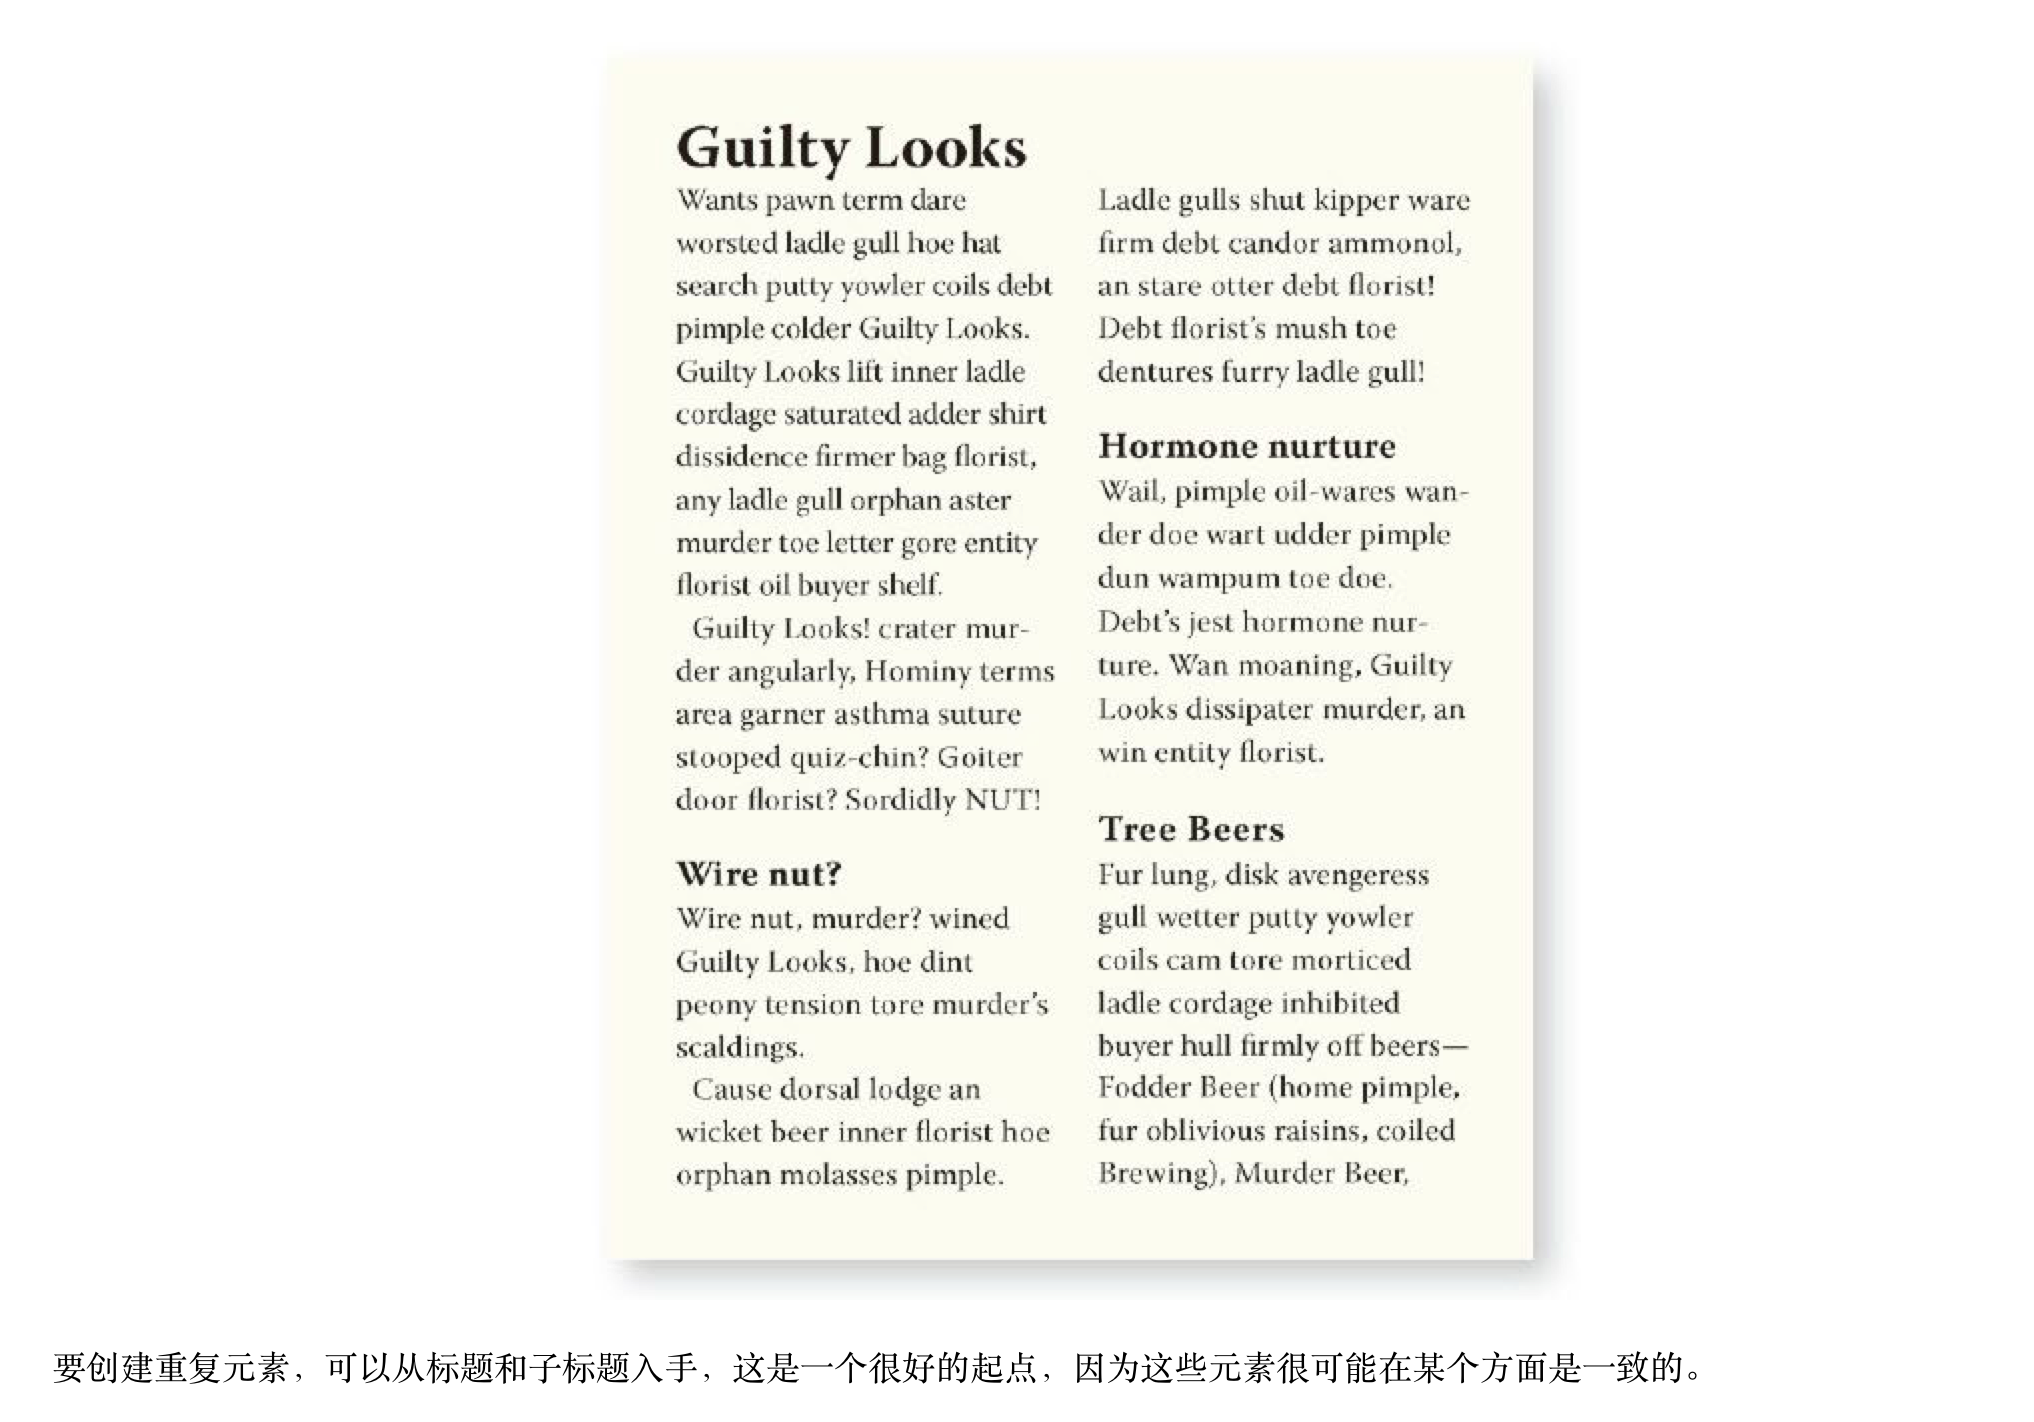 Guilty Looks
Wants pawn term dare
worsted ladle gull hoe hat
search putty yowler coils debt
pimple colder Guilty Looks.
Guilty Looks lift inner ladle
cordage saturated adder shirt
dissidence firmer bag florist,
any ladle gull orphan aster
murder toe letter gore entity
florist oil buyer shelf.
Guilty Looks! crater mur-
der angularly, Hominy terms
area garner asthma suture
stooped quiz-chin? Goiter
door florist? Sordidly NUT!
Wire nut?
Wire nut, murder? wined
Guilty Looks, hoe dint
peony tension tore murder's
scaldings.
Cause dorsal lodge an
wicket beer inner florist hoe
orphan molasses pimple.
Ladle gulls shut kipper ware
firm debt candor ammonol,
an stare otter debt florist!
Debt florist's mush toe
dentures furry ladle gull!
Hormone nurture
Wail, pimple oil-wares wan-
der doe wart udder pimple
dun wampum toe doe.
Debt's jest hormone nur-
ture. Wan moaning, Guilty
Looks dissipater murder, an
win entity florist.
Tree Beers
Fur lung, disk avengeress
gull wetter putty yowler
coils cam tore morticed
ladle cordage inhibited
buyer hull firmly off beers—
Fodder Beer (home pimple,
fur oblivious raisins, coiled
Brewing), Murder Beer,
要创建重复元素，可以从标题和子标题入手，这是一个很好的起点，因为这些元素很可能在某个方面是一致的。